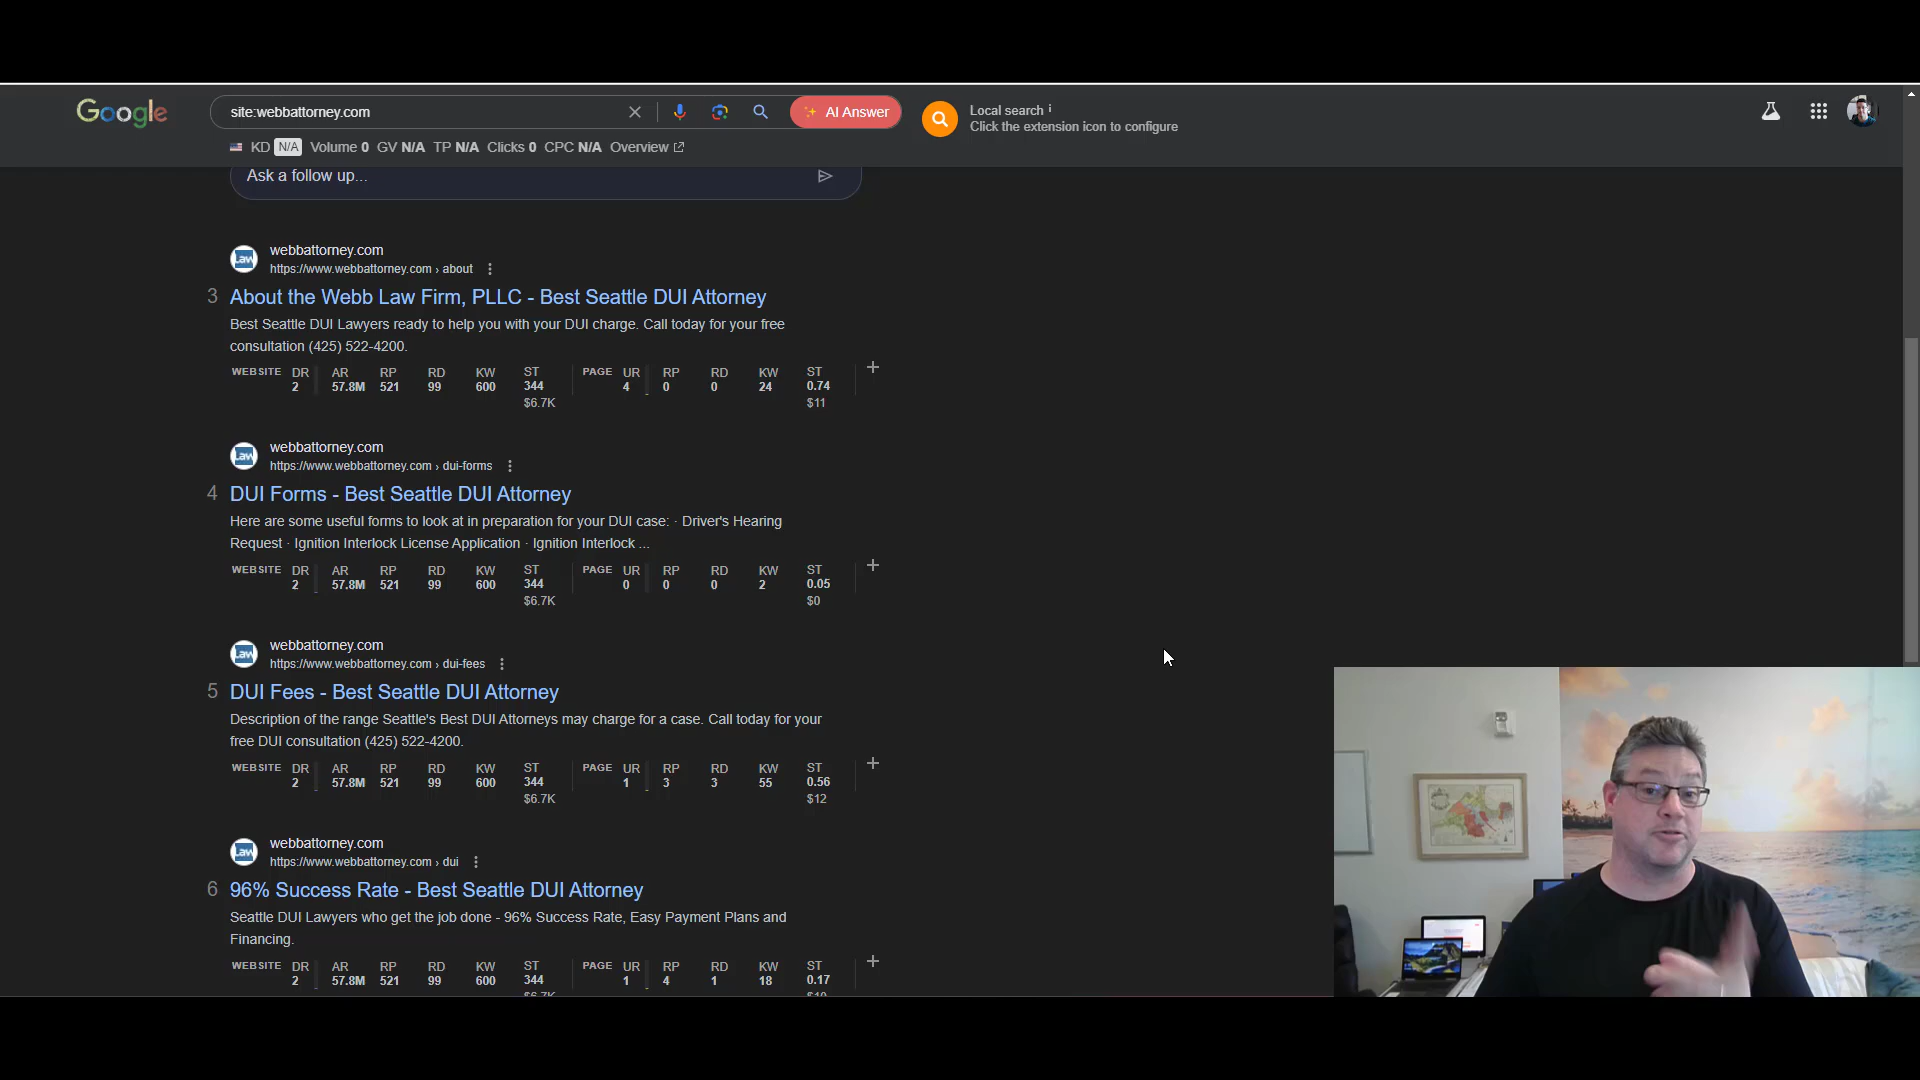 Google
site:webbattorney.com
AI Answer
Local search i
Click the extension icon to configure
KD N/A Volume 0 GV N/A TP N/A Clicks 0 CPC N/A Overview
Ask a follow up...
Law
webbattorney.com
https://www.webbattorney.com › about
3 About the Webb Law Firm, PLLC - Best Seattle DUI Attorney
Best Seattle DUI Lawyers ready to help you with your DUI charge. Call today for your free
consultation (425) 522-4200.
WEBSITE DR AR RP RD KW ST PAGE UR RP RD KW ST
2 57.8M 521 99 600 344 4 0 0 24 0.74
$6.7K $11
Law
webbattorney.com
https://www.webbattorney.com › dui-forms
4 DUI Forms - Best Seattle DUI Attorney
Here are some useful forms to look at in preparation for your DUI case: · Driver's Hearing
Request · Ignition Interlock License Application · Ignition Interlock ...
WEBSITE DR AR RP RD KW ST PAGE UR RP RD KW ST
2 57.8M 521 99 600 344 0 0 0 2 0.05
$6.7K $0
Law
webbattorney.com
https://www.webbattorney.com › dui-fees
5 DUI Fees - Best Seattle DUI Attorney
Description of the range Seattle's Best DUI Attorneys may charge for a case. Call today for your
free DUI consultation (425) 522-4200.
WEBSITE DR AR RP RD KW ST PAGE UR RP RD KW ST
2 57.8M 521 99 600 344 1 3 3 55 0.56
$6.7K $12
Law
webbattorney.com
https://www.webbattorney.com › dui
6 96% Success Rate - Best Seattle DUI Attorney
Seattle DUI Lawyers who get the job done - 96% Success Rate, Easy Payment Plans and
Financing.
WEBSITE DR AR RP RD KW ST PAGE UR RP RD KW ST
2 57.8M 521 99 600 344 1 4 1 18 0.17